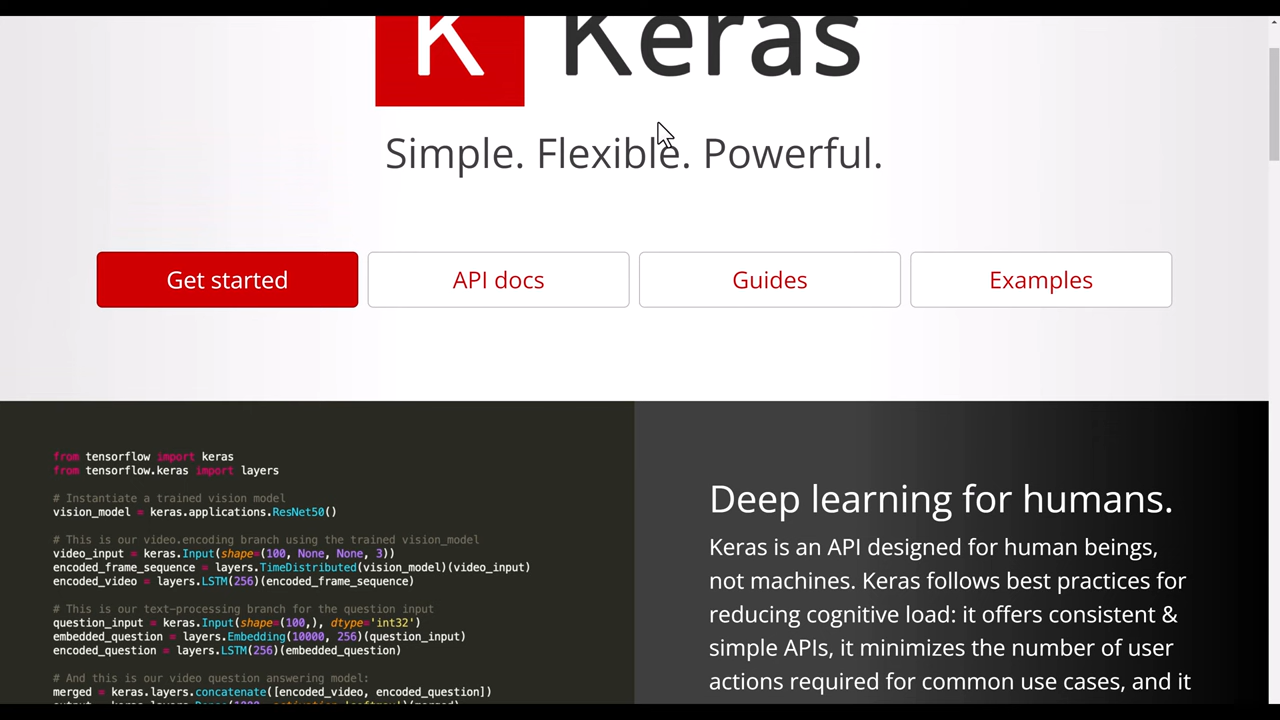 K Keras
Simple. Flexible. Powerful.
Get started
API docs
Guides
Examples
from tensorflow import keras
from tensorflow.keras import layers
# Instantiate a trained vision model
vision_model = keras.applications.ResNet50()
# This is our video.encoding branch using the trained vision_model
video_input = keras.Input(shape=(100, None, None, 3))
encoded_frame_sequence = layers.TimeDistributed(vision_model)(video_input)
encoded_video = layers.LSTM(256)(encoded_frame_sequence)
# This is our text-processing branch for the question input
question_input = keras.Input(shape=(100,), dtype='int32')
embedded_question = layers.Embedding(10000, 256)(question_input)
encoded_question = layers.LSTM(256)(embedded_question)
# And this is our video question answering model:
merged = keras.layers.concatenate([encoded_video, encoded_question])
Deep learning for humans.
Keras is an API designed for human beings,
not machines. Keras follows best practices for
reducing cognitive load: it offers consistent &
simple APIs, it minimizes the number of user
actions required for common use cases, and it